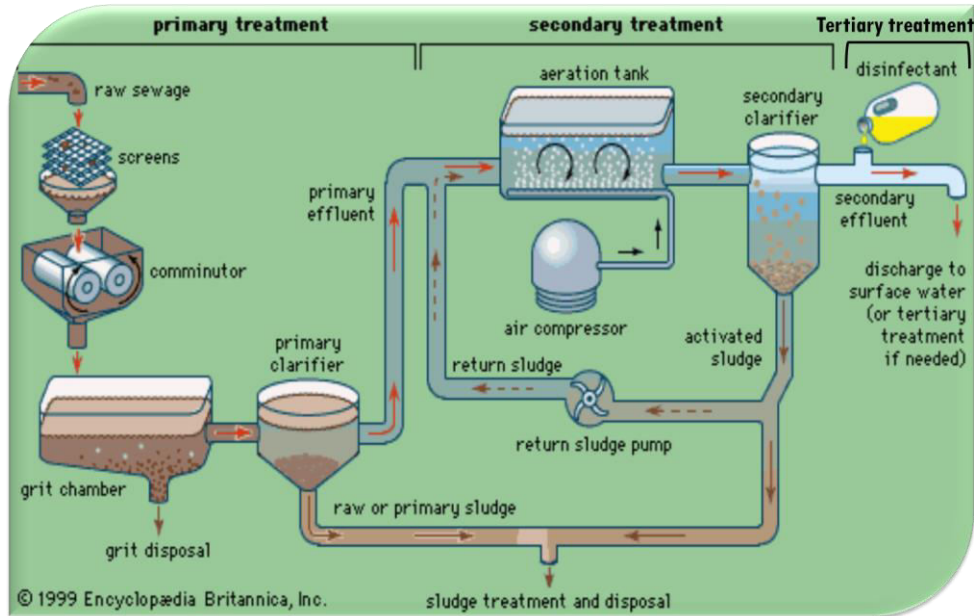 primary treatment
secondary treatment
Tertiary treatment
raw sewage
screens
comminutor
grit chamber
grit disposal
primary
clarifier
raw or primary sludge
primary
effluent
aeration tank
air compressor
return sludge
return sludge pump
secondary
clarifier
activated
sludge
disinfectant
secondary
effluent
discharge to
surface water
(or tertiary
treatment
if needed)
sludge treatment and disposal
© 1999 Encyclopædia Britannica, Inc.